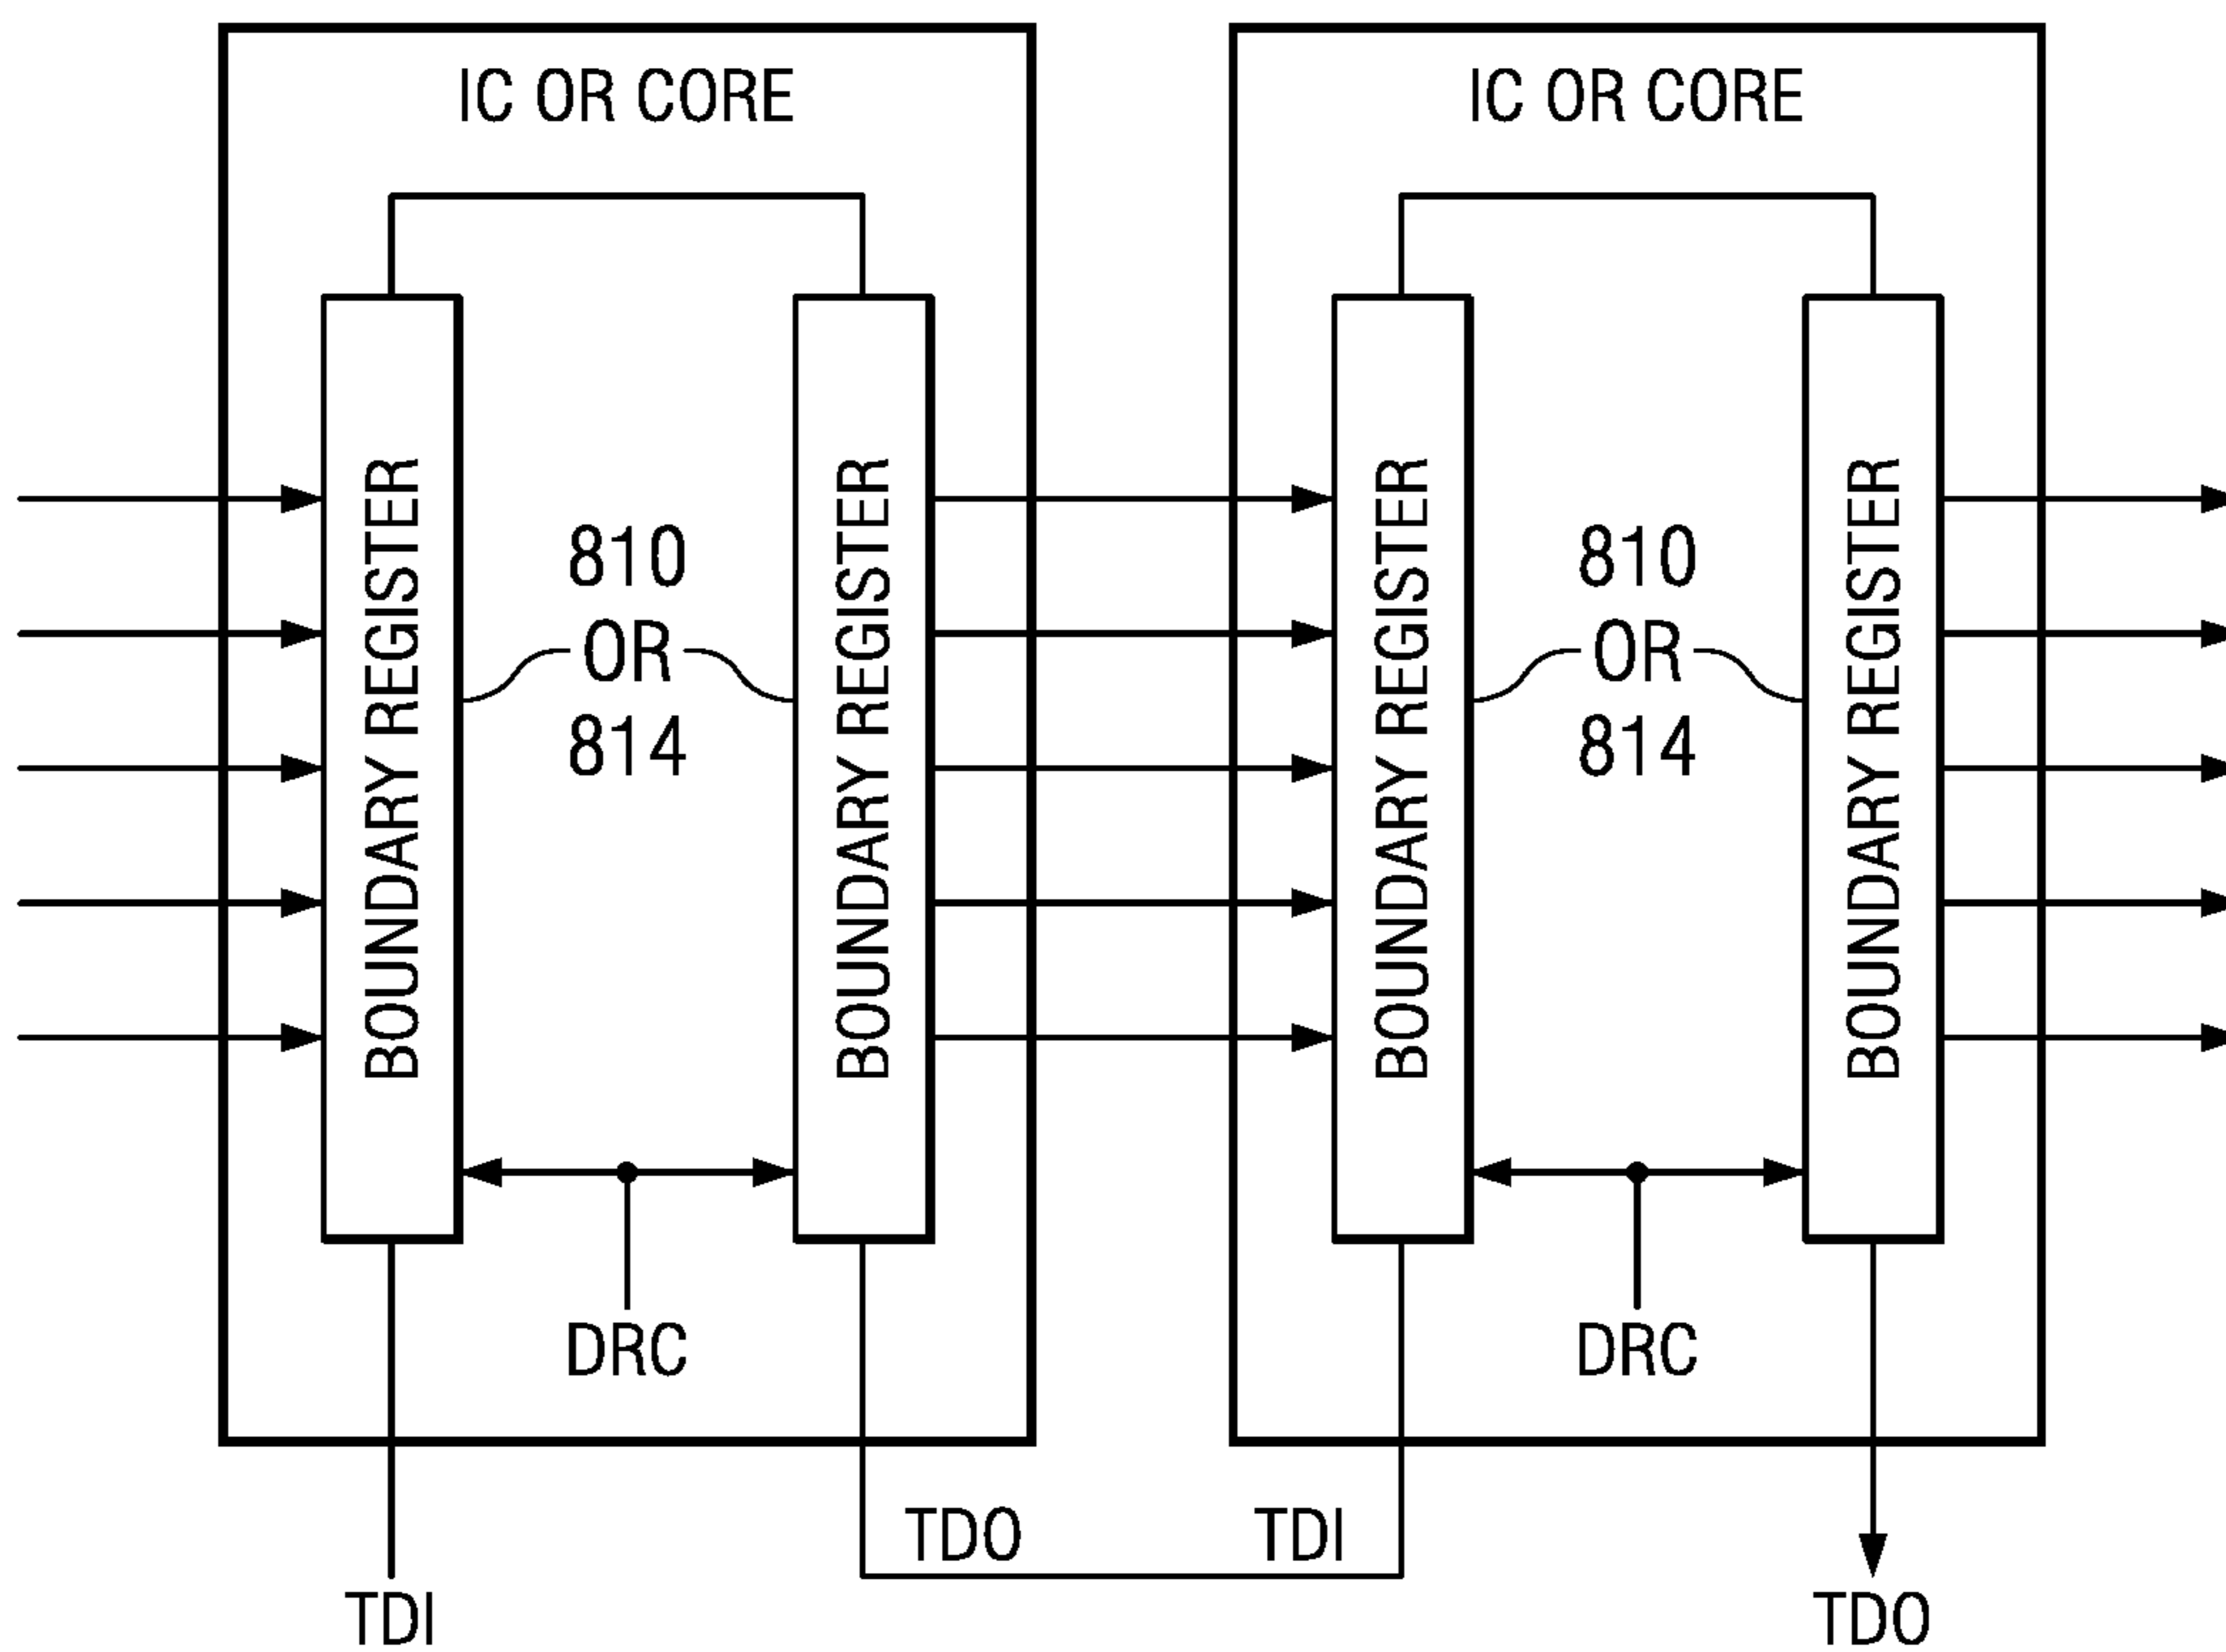 IC OR CORE
BOUNDARY REGISTER
810
OR
814
BOUNDARY REGISTER
DRC
TDI
TDO
IC OR CORE
BOUNDARY REGISTER
810
OR
814
BOUNDARY REGISTER
DRC
TDI
TDO